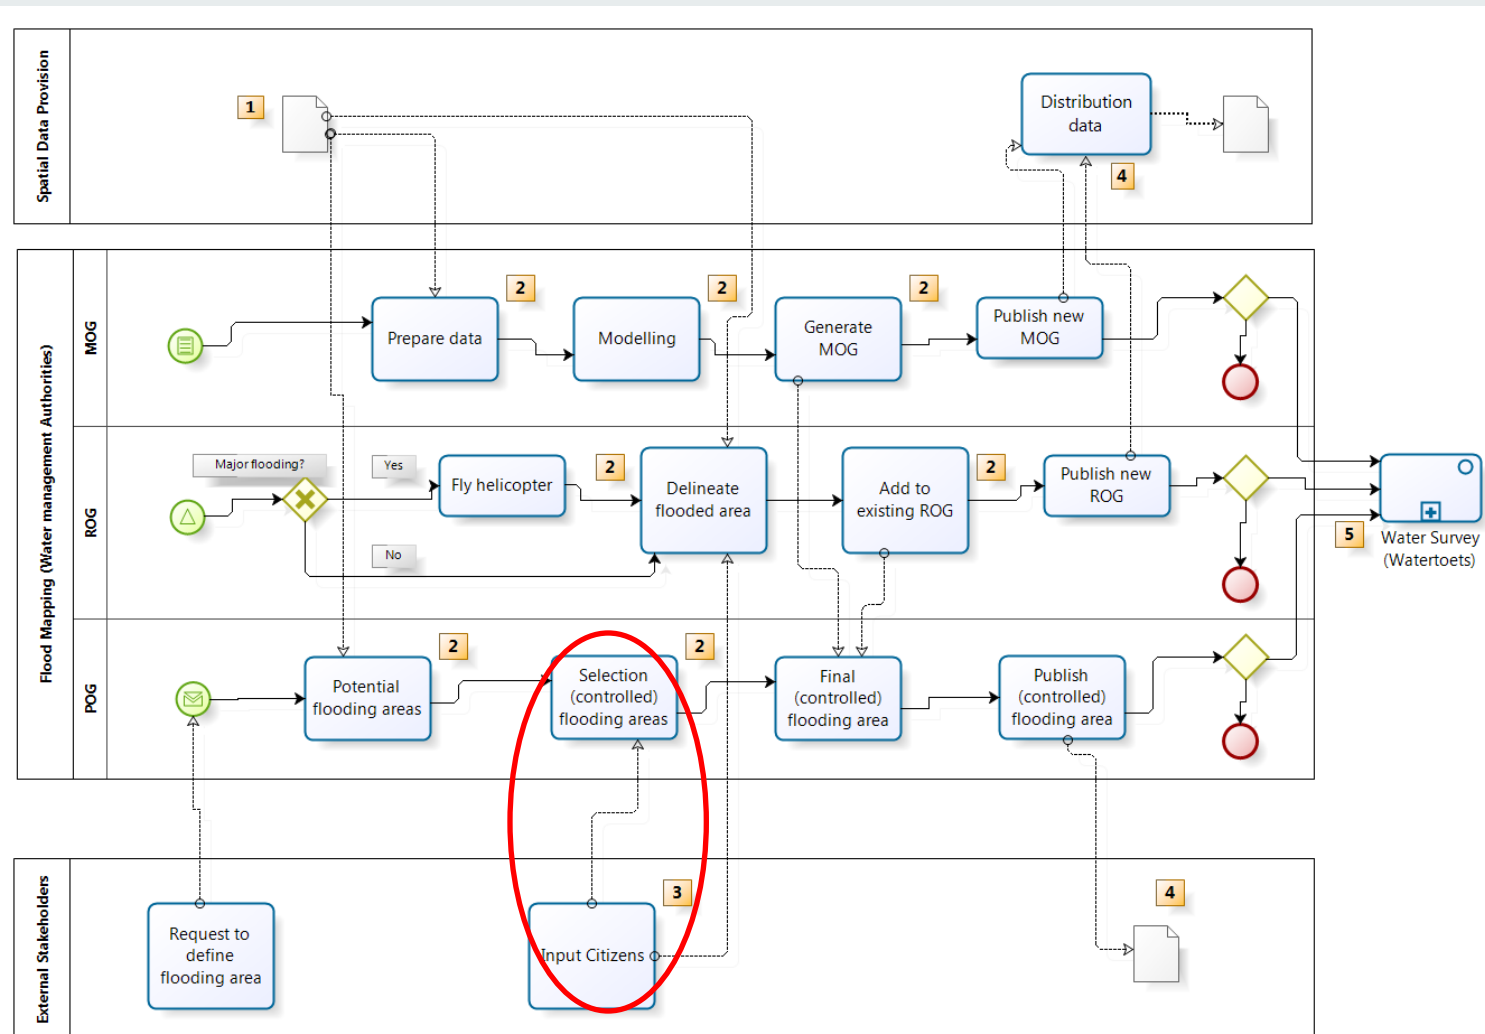 Spatial Data Provision
1
Distribution
data
4
Flood Mapping (Water management Authorities)
MOG
Prepare data
2
Modelling
2
Generate
MOG
2
Publish new
MOG
ROG
Major flooding?
Yes
No
Fly helicopter
2
Delineate
flooded area
Add to
existing ROG
2
Publish new
ROG
5
Water Survey
(Watertoets)
POG
Potential
flooding areas
2
Selection
(controlled)
flooding areas
2
Final
(controlled)
flooding area
Publish
(controlled)
flooding area
External Stakeholders
Request to
define
flooding area
Input Citizens
3
4